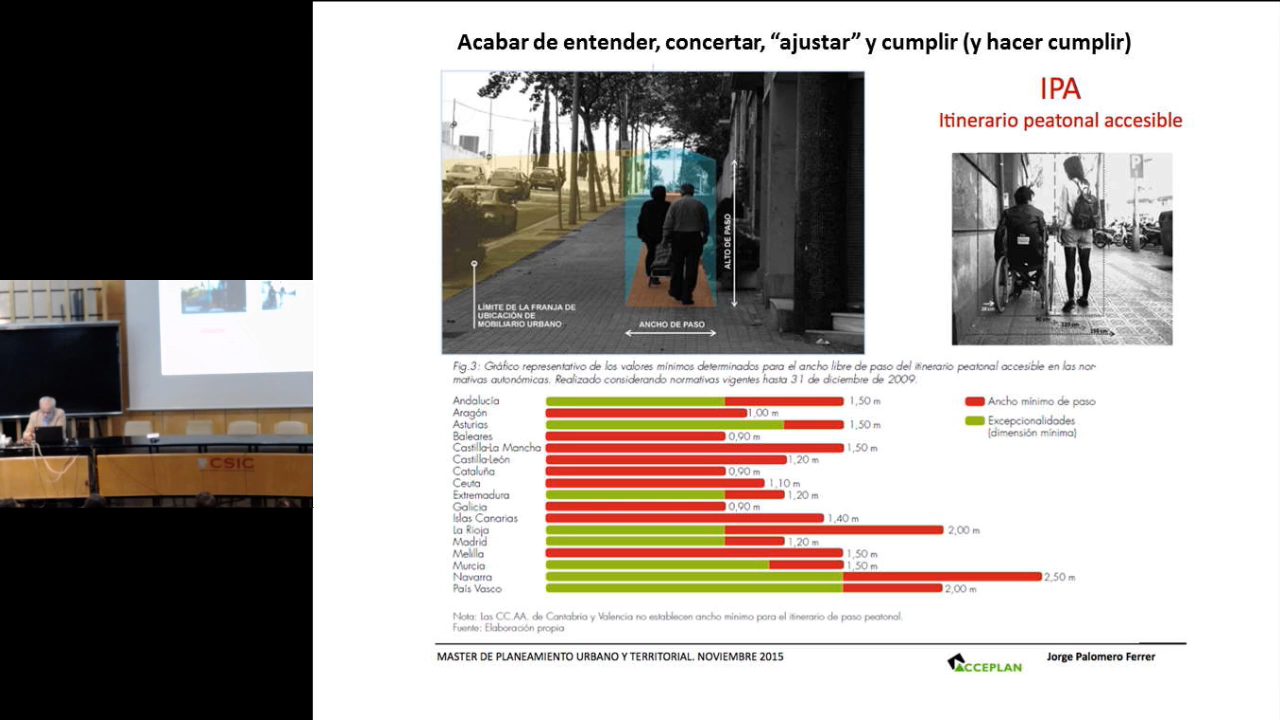 Acabar de entender, concertar, “ajustar” y cumplir (y hacer cumplir)
IPA
Itinerario peatonal accesible
ALTO DE PASO
LÍMITE DE LA FRANJA DE
UBICACIÓN DE
MOBILIARIO URBANO
ANCHO DE PASO
P
Fig.3: Gráfico representativo de los valores mínimos determinados para el ancho libre de paso del itinerario peatonal accesible en las nor-
mativas autonómicas. Realizado considerando normativas vigentes hasta 31 de diciembre de 2009.
Andalucía 1,50 m
Aragón 1,00 m
Asturias 1,50 m
Baleares 0,90 m
Castilla-La Mancha 1,50 m
Castilla-León 1,20 m
Cataluña 0,90 m
Ceuta 1,10 m
Extremadura 1,20 m
Galicia 0,90 m
Islas Canarias 1,40 m
La Rioja 2,00 m
Madrid 1,20 m
Melilla 1,50 m
Murcia 1,50 m
Navarra 2,50 m
País Vasco 2,00 m
Ancho mínimo de paso
Excepcionalidades
(dimensión mínima)
Nota: Las CC.AA. de Cantabria y Valencia no establecen ancho mínimo para el itinerario de paso peatonal.
Fuente: Elaboración propia
MASTER DE PLANEAMIENTO URBANO Y TERRITORIAL. NOVIEMBRE 2015
ACCEPLAN
Jorge Palomero Ferrer
CSIC